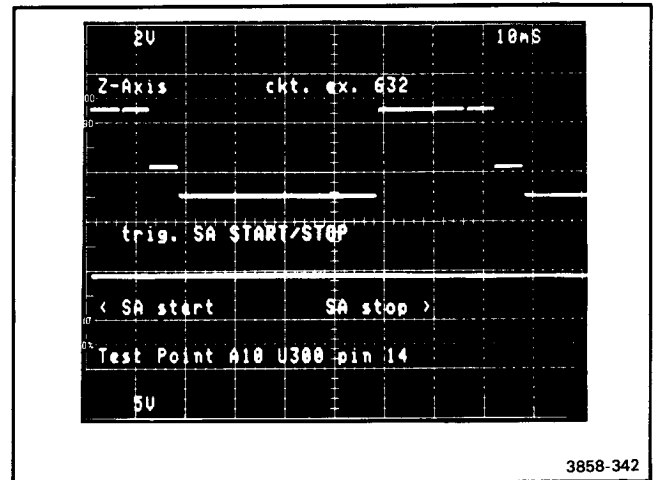 2V 10mS
Z-Axis ckt. ex. 632
trig. SA START/STOP
< SA start SA stop >
Test Point A10 U300 pin 14
5V
3858-342